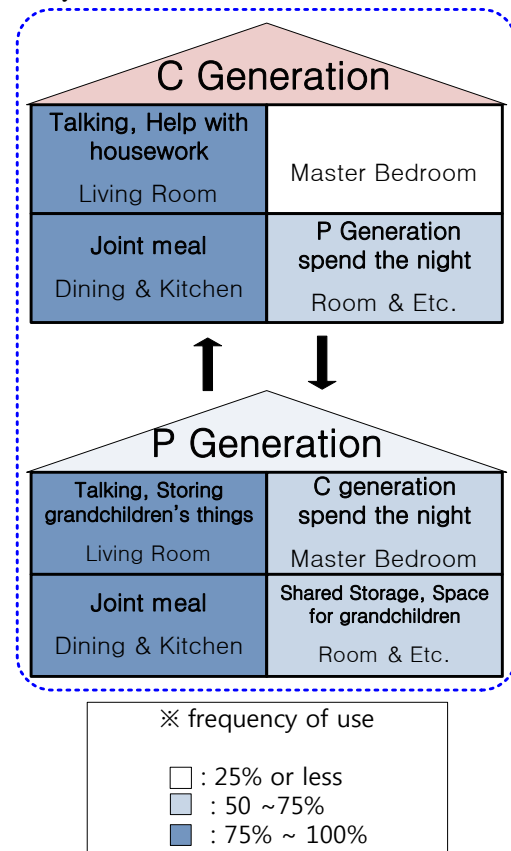 C Generation
Talking, Help with
housework
Living Room
Master Bedroom
Joint meal
Dining & Kitchen
P Generation
spend the night
Room & Etc.
P Generation
Talking, Storing
grandchildren's things
Living Room
C generation
spend the night
Master Bedroom
Joint meal
Dining & Kitchen
Shared Storage, Space
for grandchildren
Room & Etc.
※ frequency of use
: 25% or less
: 50 ~75%
: 75% ~ 100%